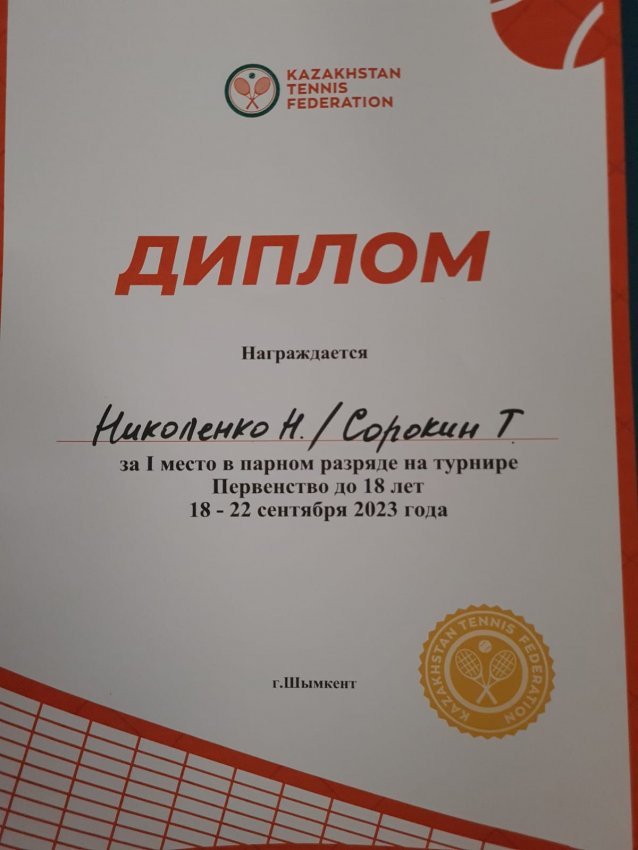 KAZAKHSTAN
TENNIS
FEDERATION
ДИПЛОМ
Награждается
Николенко Н. / Сорокин Т.
за I место в парном разряде на турнире
Первенство до 18 лет
18 - 22 сентября 2023 года
г.Шымкент
KAZAKHSTAN TENNIS FEDERATION